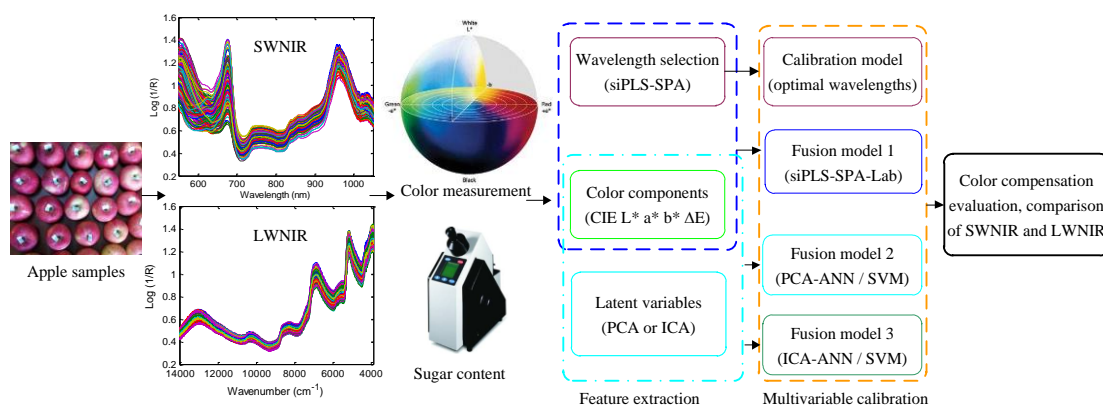 SWNIR
Log (1/R)
1.6
1.4
1.2
1
0.8
0.6
0.4
0.2
600 700 800 900 1000
Wavelength (nm)
LWNIR
Log (1/R)
1.6
1.4
1.2
1
0.8
0.6
0.4
0.2
14000 12000 10000 8000 6000 4000
Wavenumber (cm⁻¹)
Apple samples
White
L*
Green
-a*
Red
+a*
Black
Color measurement
Sugar content
Wavelength selection
(siPLS-SPA)
Color components
(CIE L* a* b* ΔE)
Latent variables
(PCA or ICA)
Feature extraction
Calibration model
(optimal wavelengths)
Fusion model 1
(siPLS-SPA-Lab)
Fusion model 2
(PCA-ANN / SVM)
Fusion model 3
(ICA-ANN / SVM)
Multivariable calibration
Color compensation
evaluation, comparison
of SWNIR and LWNIR